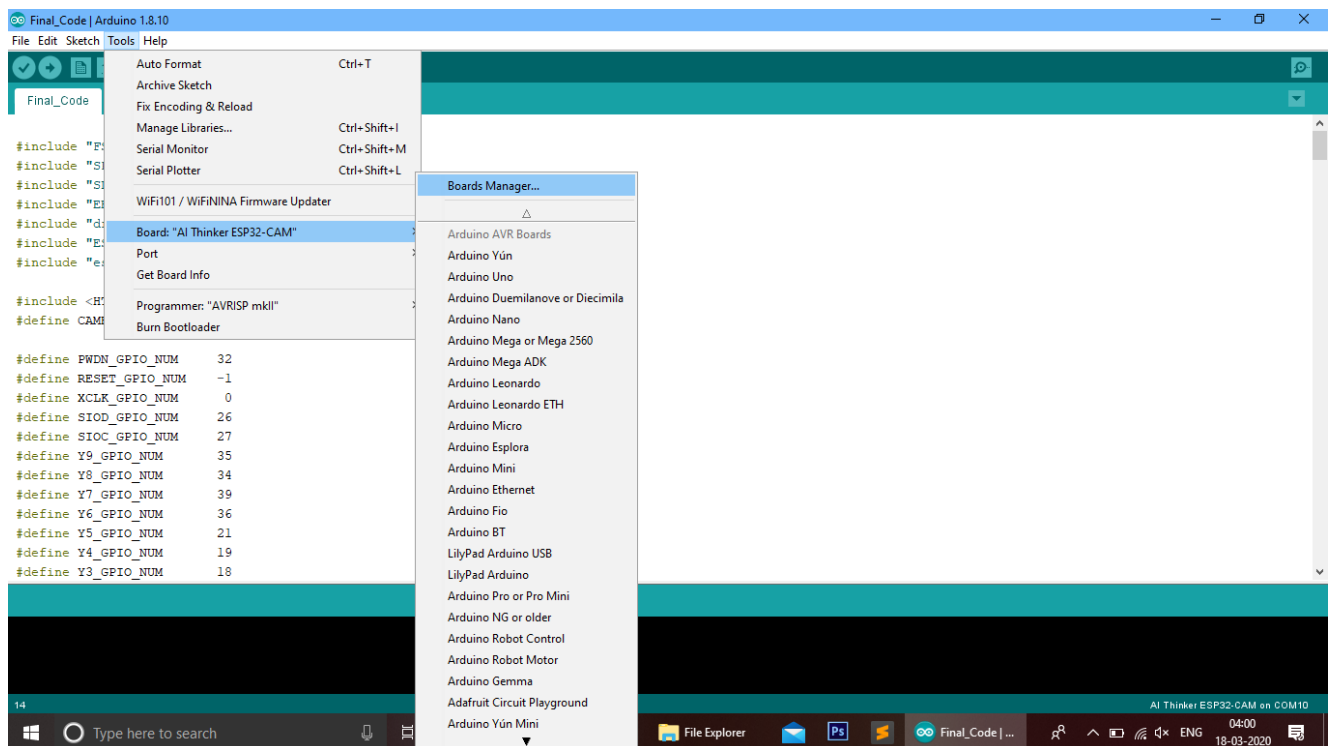 Final_Code | Arduino 1.8.10
File Edit Sketch Tools Help
Final_Code
Auto Format Ctrl+T
Archive Sketch
Fix Encoding & Reload
Manage Libraries... Ctrl+Shift+I
Serial Monitor Ctrl+Shift+M
Serial Plotter Ctrl+Shift+L
WiFi101 / WiFiNINA Firmware Updater
Board: "AI Thinker ESP32-CAM"
Port
Get Board Info
Programmer: "AVRISP mkII"
Burn Bootloader
Boards Manager...
Arduino AVR Boards
Arduino Yún
Arduino Uno
Arduino Duemilanove or Diecimila
Arduino Nano
Arduino Mega or Mega 2560
Arduino Mega ADK
Arduino Leonardo
Arduino Leonardo ETH
Arduino Micro
Arduino Esplora
Arduino Mini
Arduino Ethernet
Arduino Fio
Arduino BT
LilyPad Arduino USB
LilyPad Arduino
Arduino Pro or Pro Mini
Arduino NG or older
Arduino Robot Control
Arduino Robot Motor
Arduino Gemma
Adafruit Circuit Playground
Arduino Yún Mini
#include
#include
#include
#include
#include
#include
#include
#include
#define
#define PWDN_GPIO_NUM 32
#define RESET_GPIO_NUM -1
#define XCLK_GPIO_NUM 0
#define SIOD_GPIO_NUM 26
#define SIOC_GPIO_NUM 27
#define Y9_GPIO_NUM 35
#define Y8_GPIO_NUM 34
#define Y7_GPIO_NUM 39
#define Y6_GPIO_NUM 36
#define Y5_GPIO_NUM 21
#define Y4_GPIO_NUM 19
#define Y3_GPIO_NUM 18
14
AI Thinker ESP32-CAM on COM10
Type here to search
File Explorer
Ps
Final_Code | ...
ENG
04:00
18-03-2020